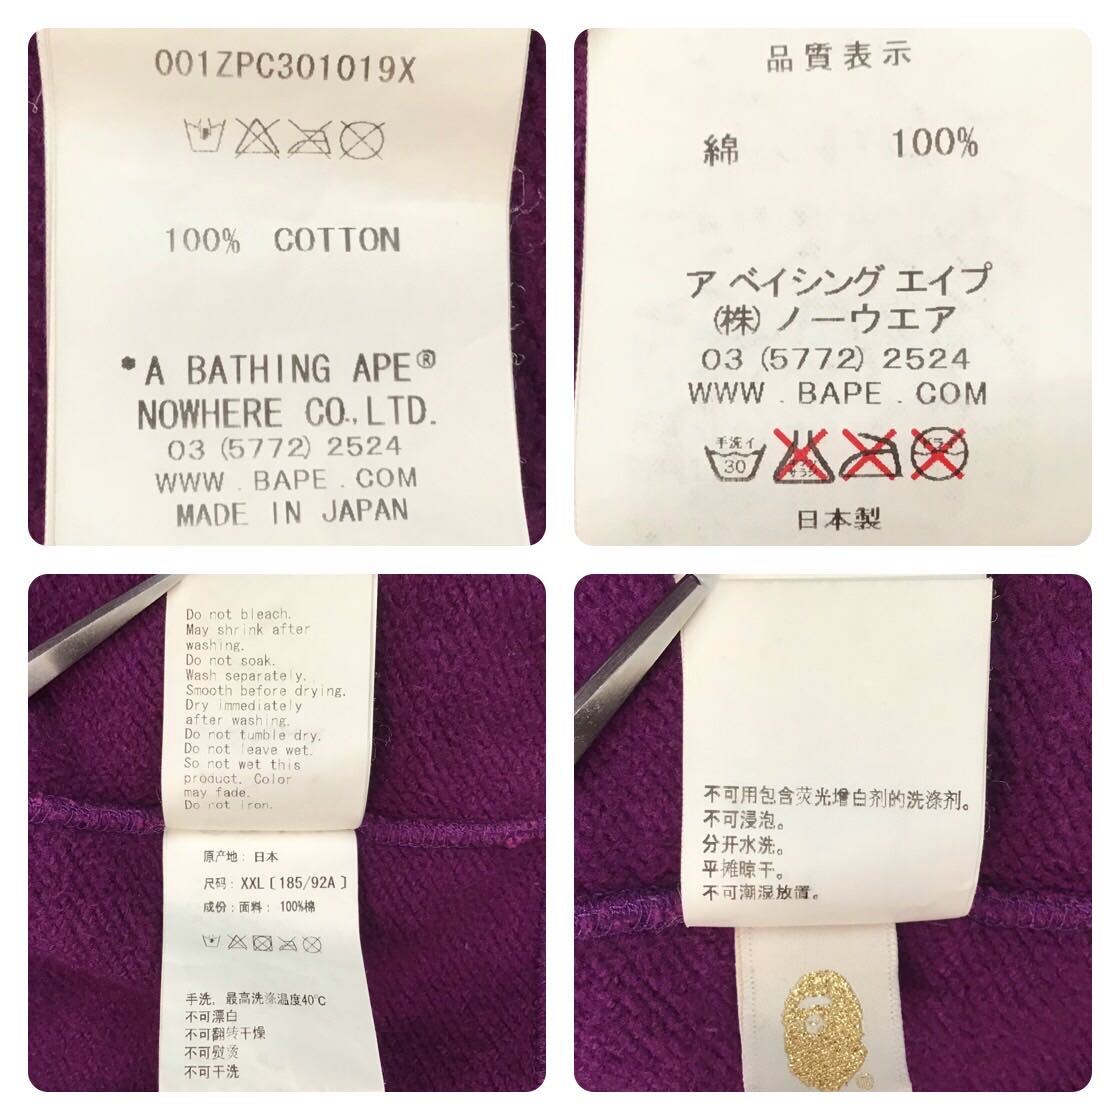 001ZPC301019X
100% COTTON
*A BATHING APE®
NOWHERE CO.,LTD.
03 (5772) 2524
WWW . BAPE . COM
MADE IN JAPAN
品質表示
綿 100%
ア ベイシング エイプ
(株) ノーウエア
03 (5772) 2524
WWW . BAPE . COM
手洗イ
30
日本製
Do not bleach.
May shrink after
washing.
Do not soak.
Wash separately.
Smooth before drying.
Dry immediately
after washing.
Do not tumble dry.
Do not leave wet.
So not wet this
product. Color
may fade.
Do not iron.
原产地: 日本
尺码: XXL [185/92A]
成份: 面料: 100%棉
手洗，最高洗涤温度40℃
不可漂白
不可翻转干燥
不可熨烫
不可干洗
不可用包含荧光增白剂的洗涤剂。
不可浸泡。
分开水洗。
平摊晾干。
不可潮湿放置。